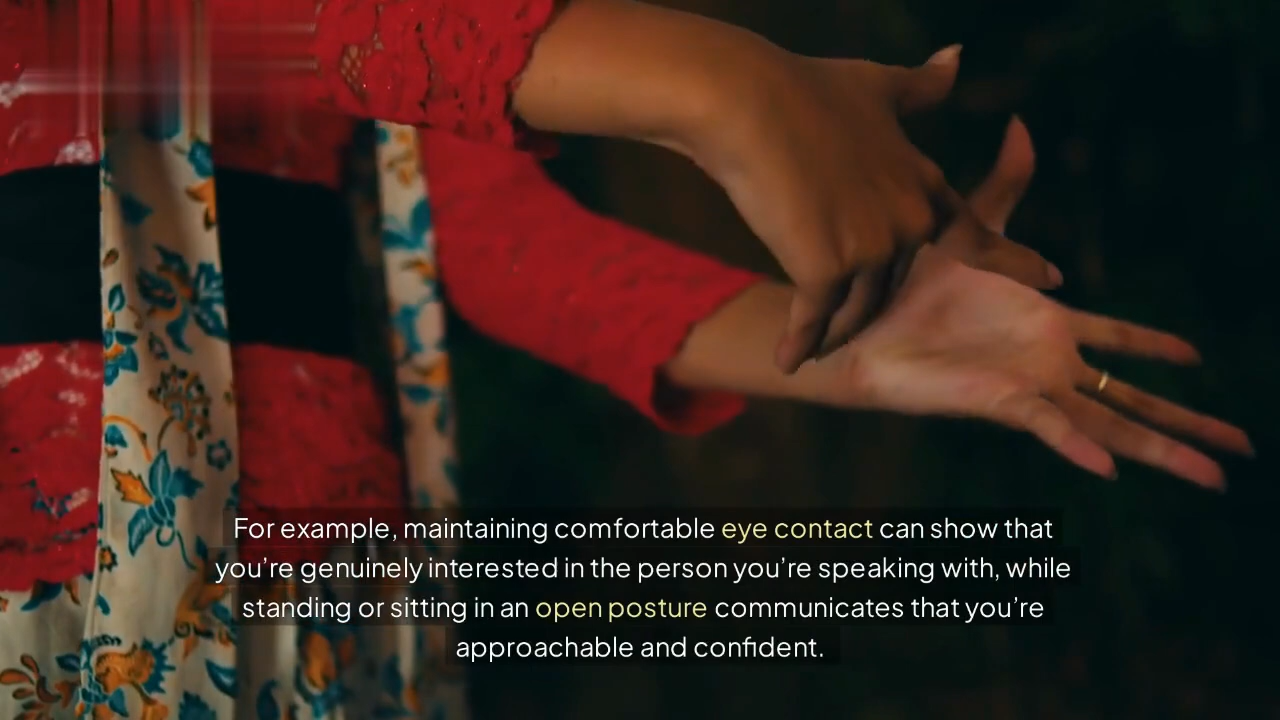 For example, maintaining comfortable eye contact can show that
you’re genuinely interested in the person you’re speaking with, while
standing or sitting in an open posture communicates that you’re
approachable and confident.